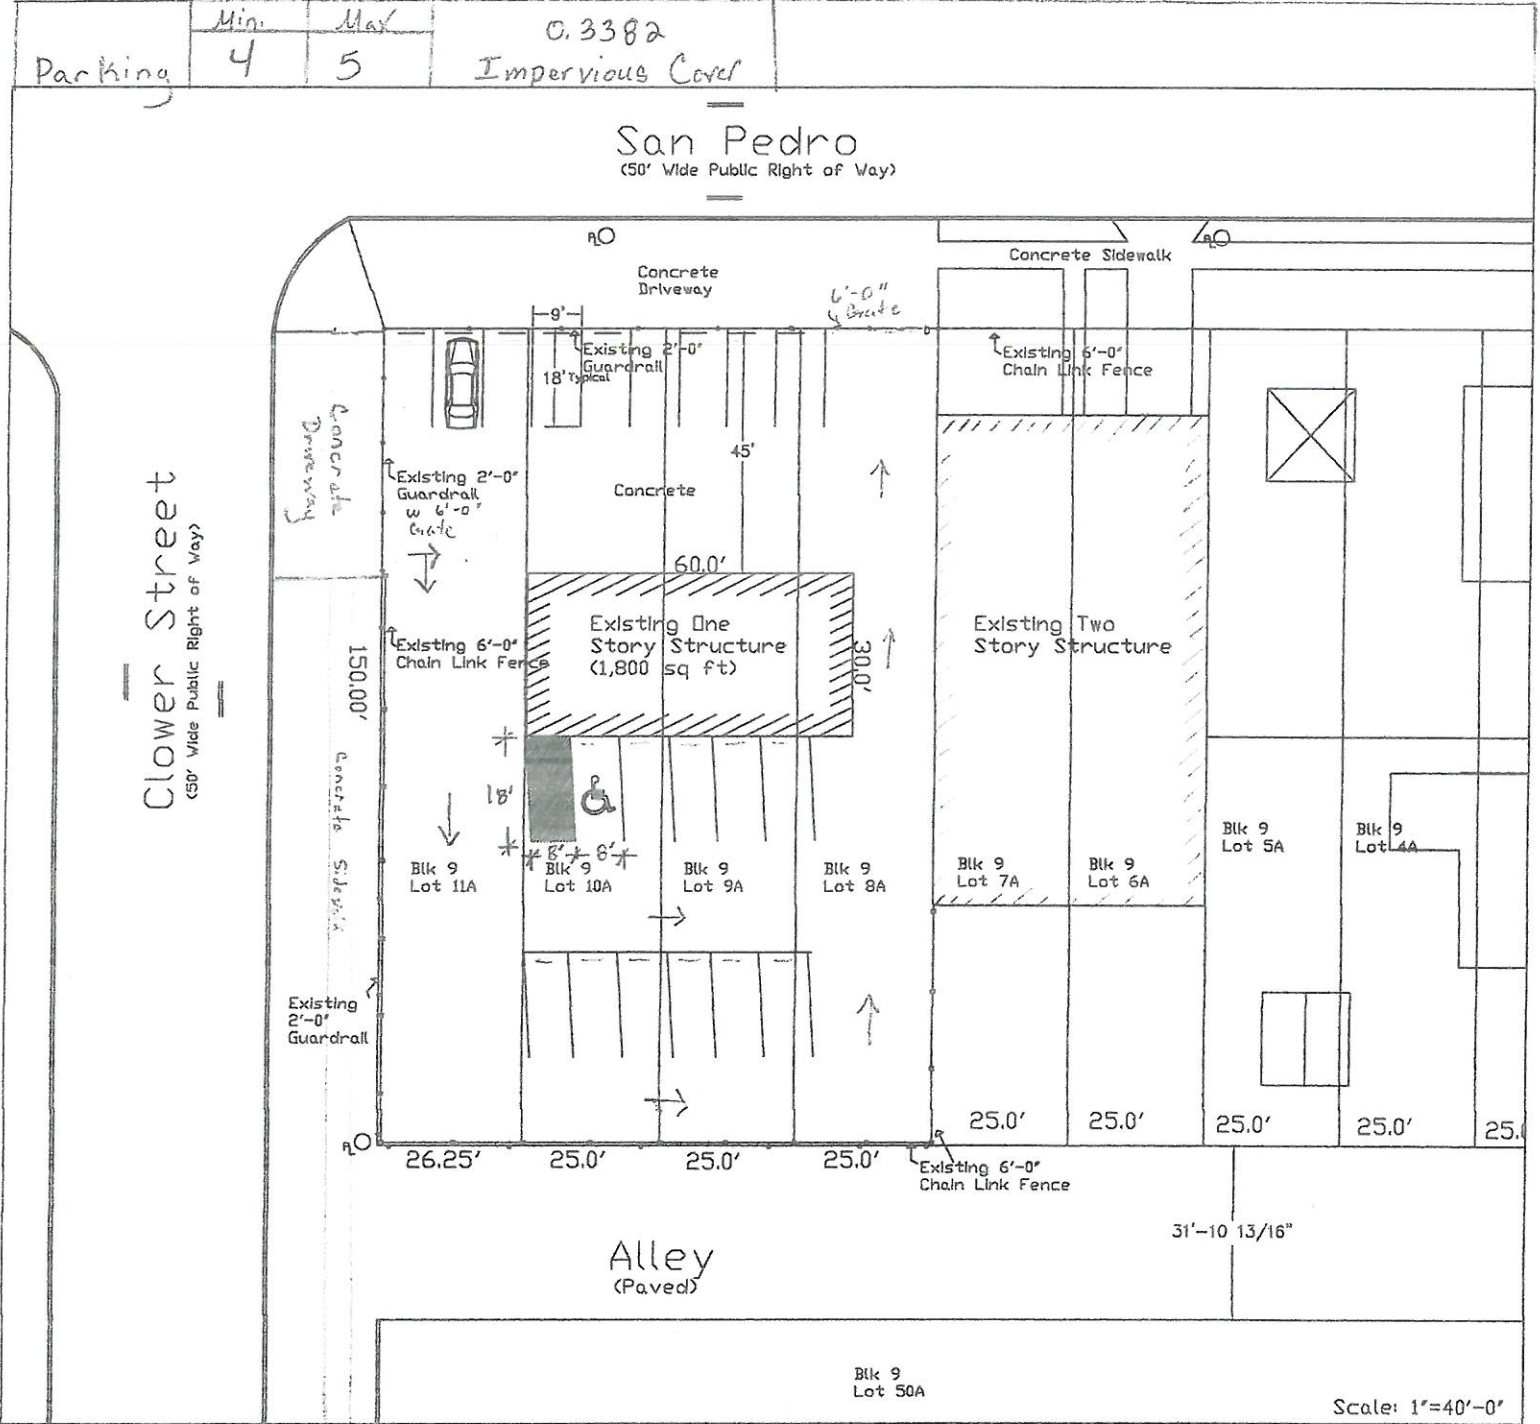 Min. Max
Parking 4 5
0.3382
Impervious Cover
San Pedro
(50' Wide Public Right of Way)
Concrete
Driveway
Concrete Sidewalk
6'-0"
Gate
9'
Existing 2'-0"
Guardrail
18' Typical
Existing 6'-0"
Chain Link Fence
Concrete
Driveway
45'
Existing 2'-0"
Guardrail
w 6'-0"
Gate
Concrete
60.0'
Clower Street
(50' Wide Public Right of Way)
Existing One
Story Structure
(1,800 sq ft)
30.0'
Existing Two
Story Structure
Existing 6'-0"
Chain Link Fence
150.00'
Concrete Sidewalk
18'
8' 8'
Blk 9
Lot 11A
Blk 9
Lot 10A
Blk 9
Lot 9A
Blk 9
Lot 8A
Blk 9
Lot 7A
Blk 9
Lot 6A
Blk 9
Lot 5A
Blk 9
Lot 4A
Existing
2'-0"
Guardrail
26.25' 25.0' 25.0' 25.0' 25.0' 25.0' 25.0' 25.0'
Existing 6'-0"
Chain Link Fence
31'-10 13/16"
Alley
(Paved)
Blk 9
Lot 50A
Scale: 1"=40'-0"